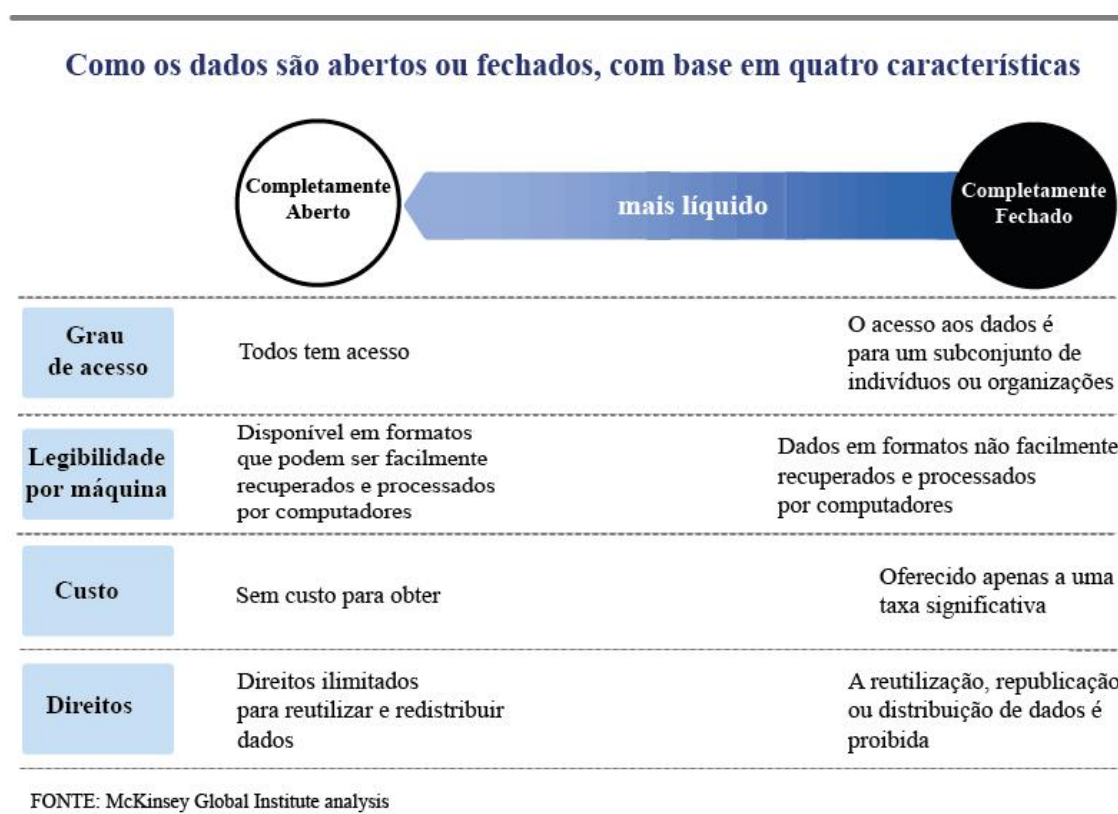 Como os dados são abertos ou fechados, com base em quatro características
Completamente
Aberto
mais líquido
Completamente
Fechado
Grau
de acesso
Todos tem acesso
O acesso aos dados é
para um subconjunto de
indivíduos ou organizações
Legibilidade
por máquina
Disponível em formatos
que podem ser facilmente
recuperados e processados
por computadores
Dados em formatos não facilmente
recuperados e processados
por computadores
Custo
Sem custo para obter
Oferecido apenas a uma
taxa significativa
Direitos
Direitos ilimitados
para reutilizar e redistribuir
dados
A reutilização, republicação
ou distribuição de dados é
proibida
FONTE: McKinsey Global Institute analysis